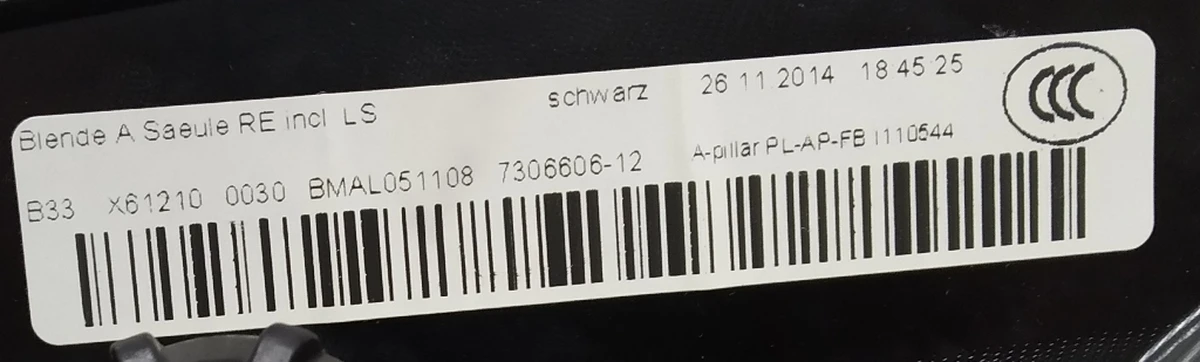 Blende A Saeule RE incl LS schwarz 26 11.2014 18 45 25 CCC
B33 X61210 0030 BMAL051108 7306606-12 A-pillar PL-AP-FB I110544